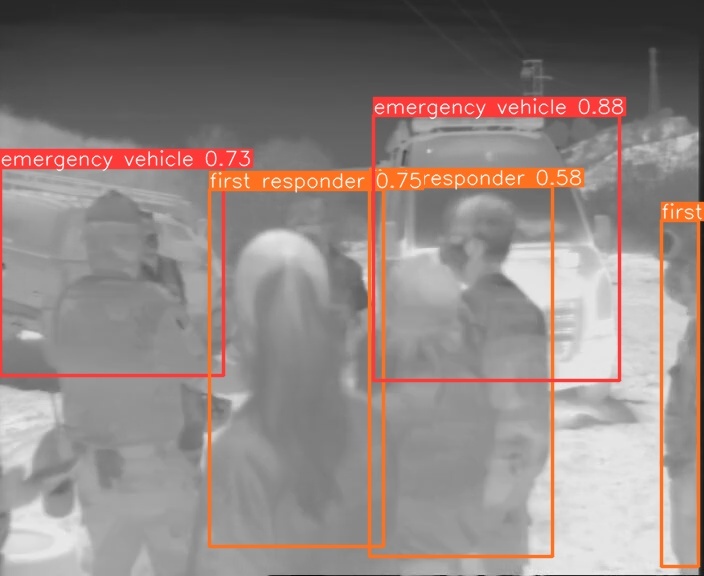 emergency vehicle 0.88
emergency vehicle 0.73
first responder 0.75
responder 0.58
first